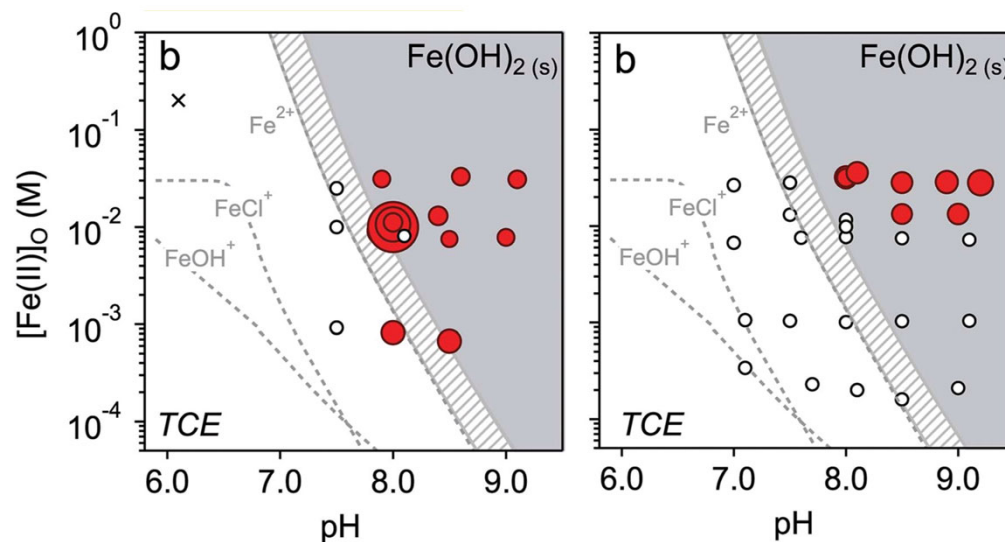 b
Fe(OH)2 (s)
Fe2+
FeCl+
FeOH+
TCE
[Fe(II)]O (M)
10^0
10^-1
10^-2
10^-3
10^-4
6.0 7.0 8.0 9.0
pH
b
Fe(OH)2 (s)
Fe2+
FeCl+
FeOH+
TCE
6.0 7.0 8.0 9.0
pH